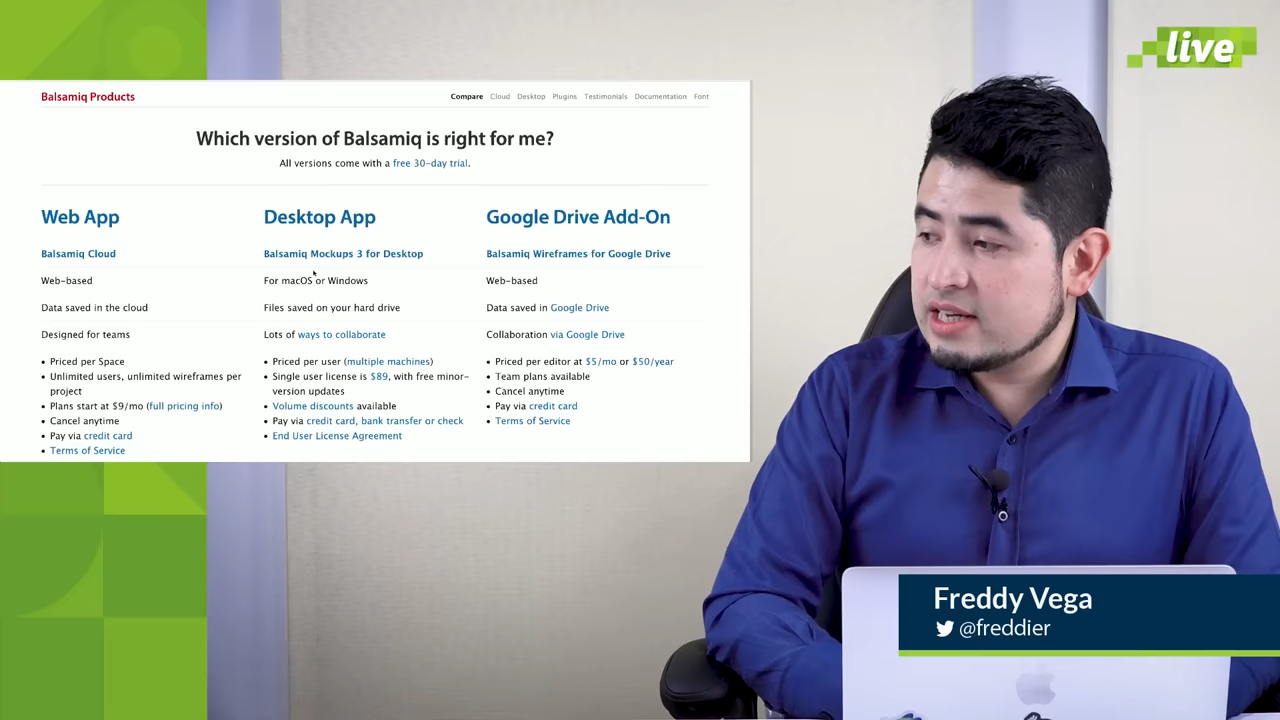 live
Balsamiq Products
Compare Cloud Desktop Plugins Testimonials Documentation Font
Which version of Balsamiq is right for me?
All versions come with a free 30-day trial.
Web App
Balsamiq Cloud
Web-based
Data saved in the cloud
Designed for teams
• Priced per Space
• Unlimited users, unlimited wireframes per
project
• Plans start at $9/mo (full pricing info)
• Cancel anytime
• Pay via credit card
• Terms of Service
Desktop App
Balsamiq Mockups 3 for Desktop
For macOS or Windows
Files saved on your hard drive
Lots of ways to collaborate
• Priced per user (multiple machines)
• Single user license is $89, with free minor-
version updates
• Volume discounts available
• Pay via credit card, bank transfer or check
• End User License Agreement
Google Drive Add-On
Balsamiq Wireframes for Google Drive
Web-based
Data saved in Google Drive
Collaboration via Google Drive
• Priced per editor at $5/mo or $50/year
• Team plans available
• Cancel anytime
• Pay via credit card
• Terms of Service
Freddy Vega
@freddier